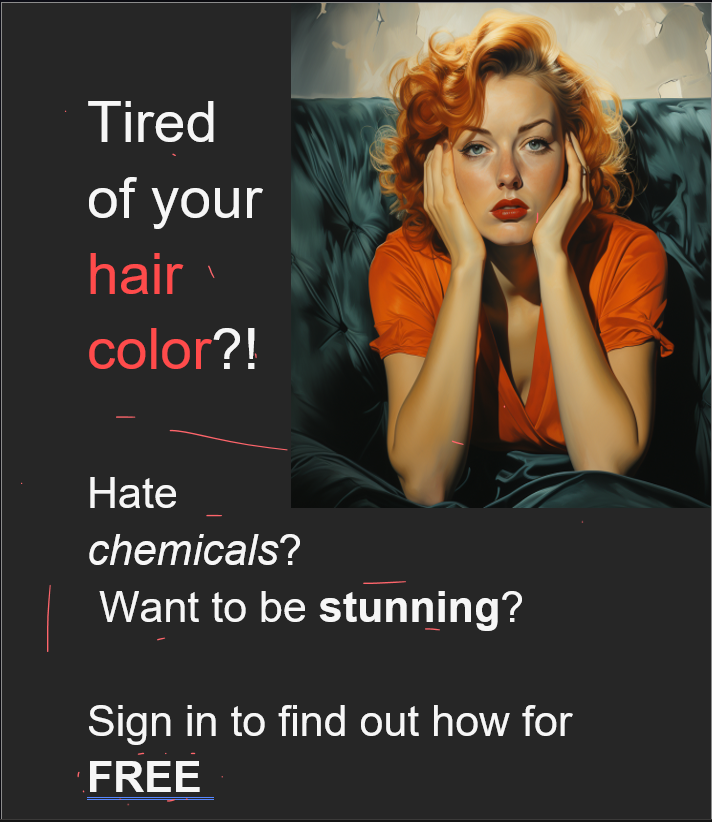 Tired
of your
hair
color?!
Hate
chemicals?
Want to be stunning?
Sign in to find out how for
FREE